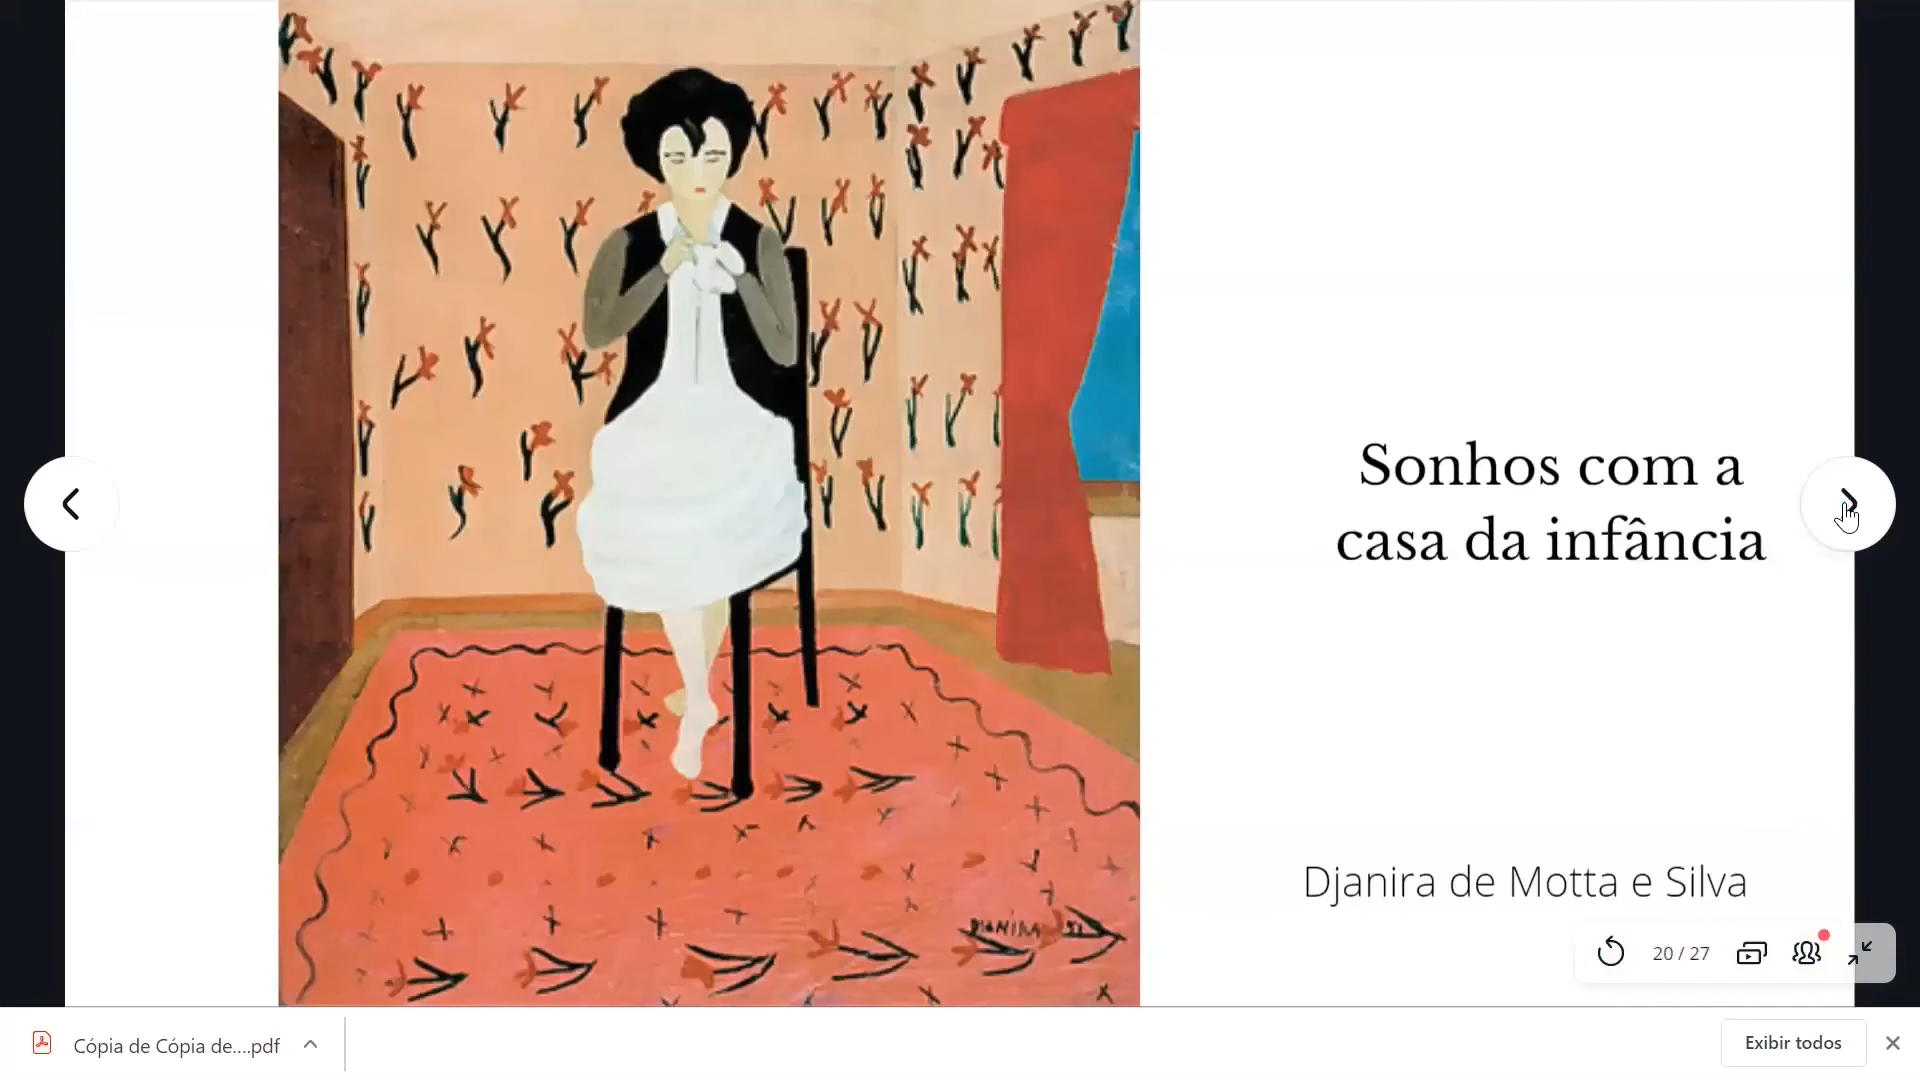 Sonhos com a
casa da infância
Djanira de Motta e Silva
20 / 27
Cópia de Cópia de....pdf
Exibir todos